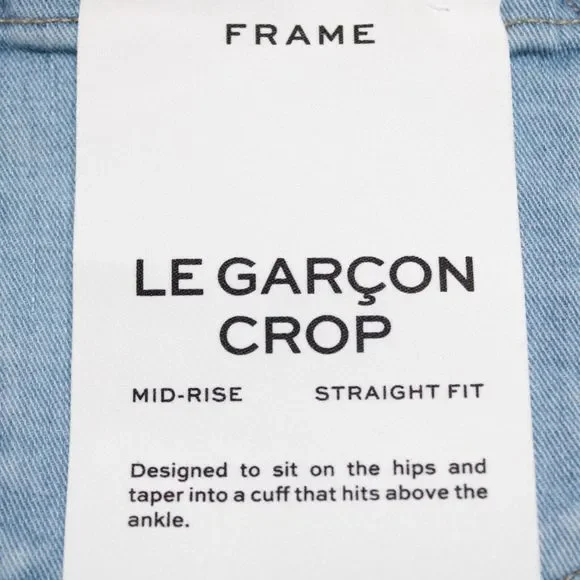 FRAME
LE GARÇON
CROP
MID-RISE STRAIGHT FIT
Designed to sit on the hips and
taper into a cuff that hits above the
ankle.